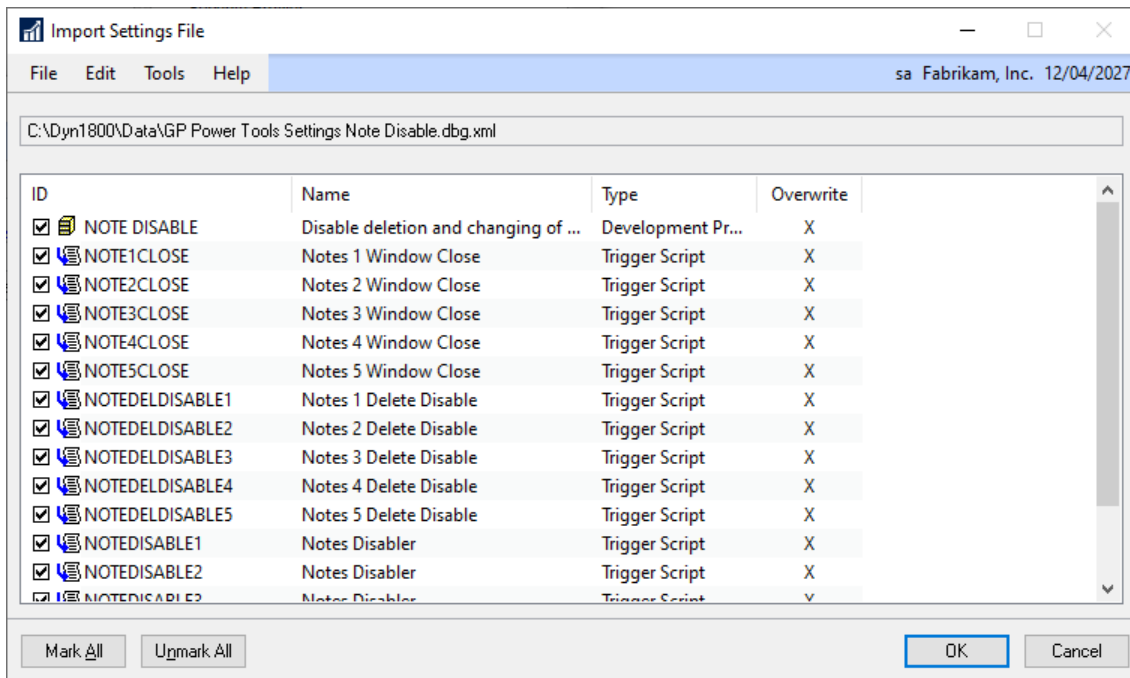 Import Settings File
File Edit Tools Help sa Fabrikam, Inc. 12/04/2027
C:\Dyn1800\Data\GP Power Tools Settings Note Disable.dbg.xml
ID Name Type Overwrite
NOTE DISABLE Disable deletion and changing of ... Development Pr... X
NOTE1CLOSE Notes 1 Window Close Trigger Script X
NOTE2CLOSE Notes 2 Window Close Trigger Script X
NOTE3CLOSE Notes 3 Window Close Trigger Script X
NOTE4CLOSE Notes 4 Window Close Trigger Script X
NOTE5CLOSE Notes 5 Window Close Trigger Script X
NOTEDELDISABLE1 Notes 1 Delete Disable Trigger Script X
NOTEDELDISABLE2 Notes 2 Delete Disable Trigger Script X
NOTEDELDISABLE3 Notes 3 Delete Disable Trigger Script X
NOTEDELDISABLE4 Notes 4 Delete Disable Trigger Script X
NOTEDELDISABLE5 Notes 5 Delete Disable Trigger Script X
NOTEDISABLE1 Notes Disabler Trigger Script X
NOTEDISABLE2 Notes Disabler Trigger Script X
NOTEDISABLE3 Notes Disabler Trigger Script X
Mark All Unmark All OK Cancel